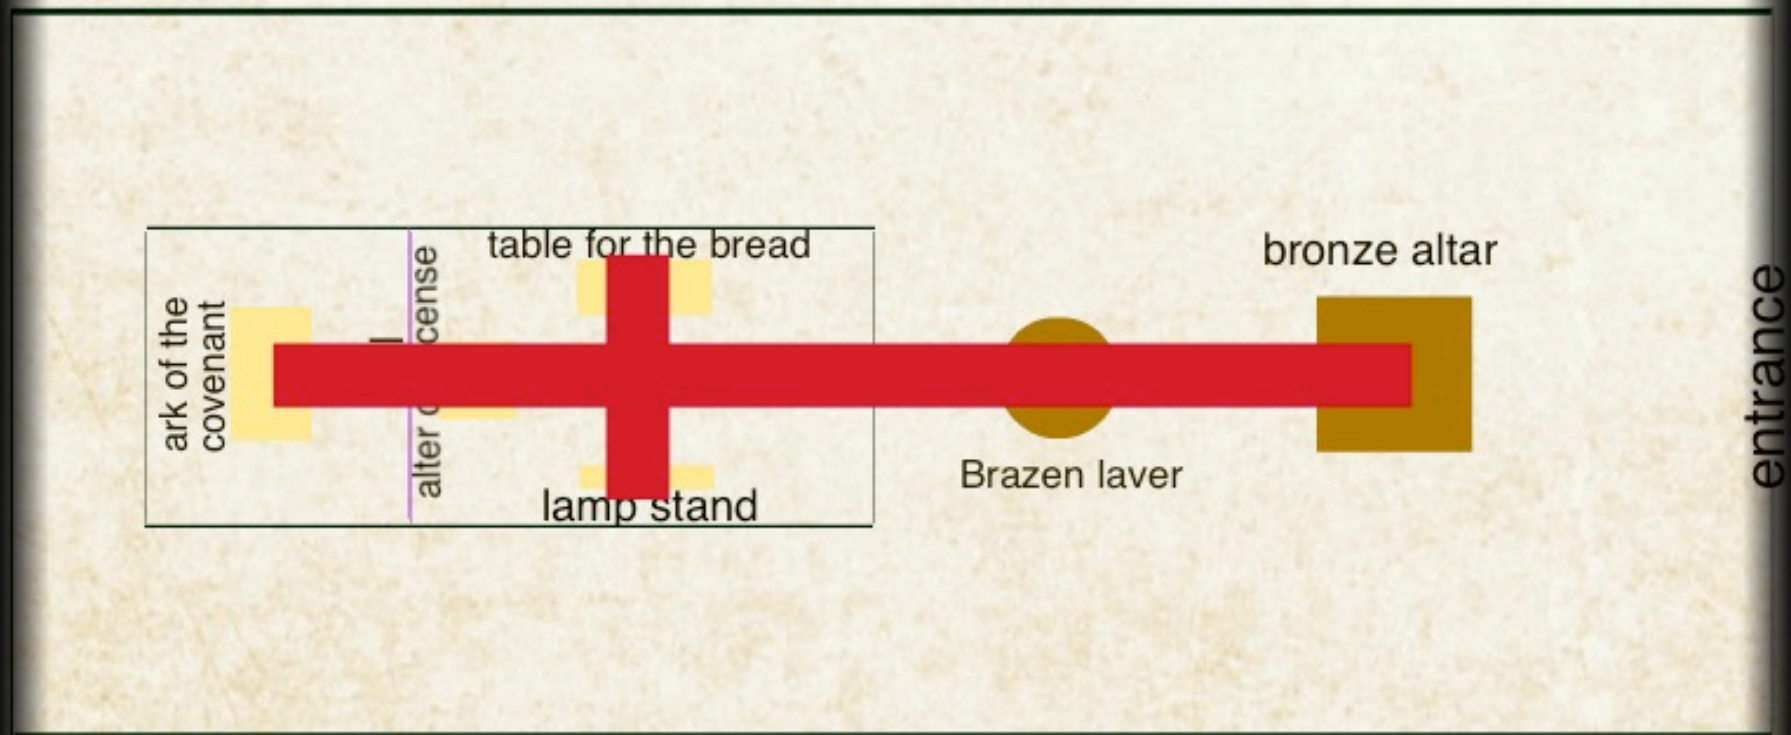 table for the bread
bronze altar
ark of the
covenant
alter cense
entrance
Brazen laver
lamp stand